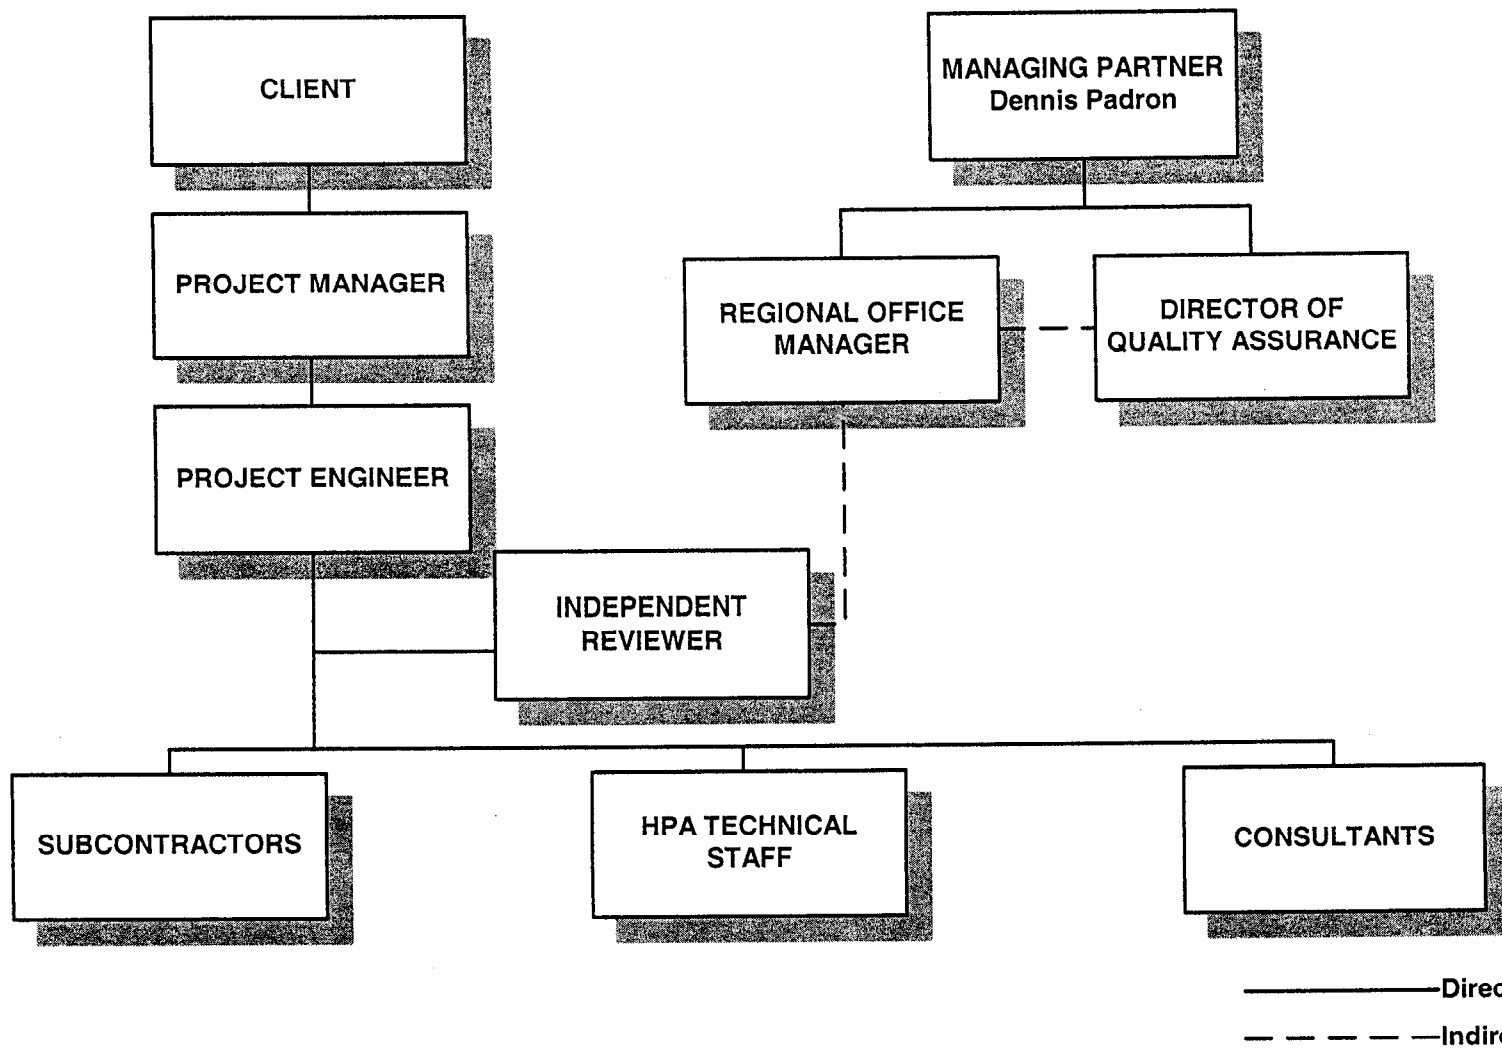 CLIENT
MANAGING PARTNER
Dennis Padron
PROJECT MANAGER
REGIONAL OFFICE
MANAGER
DIRECTOR OF
QUALITY ASSURANCE
PROJECT ENGINEER
INDEPENDENT
REVIEWER
SUBCONTRACTORS
HPA TECHNICAL
STAFF
CONSULTANTS